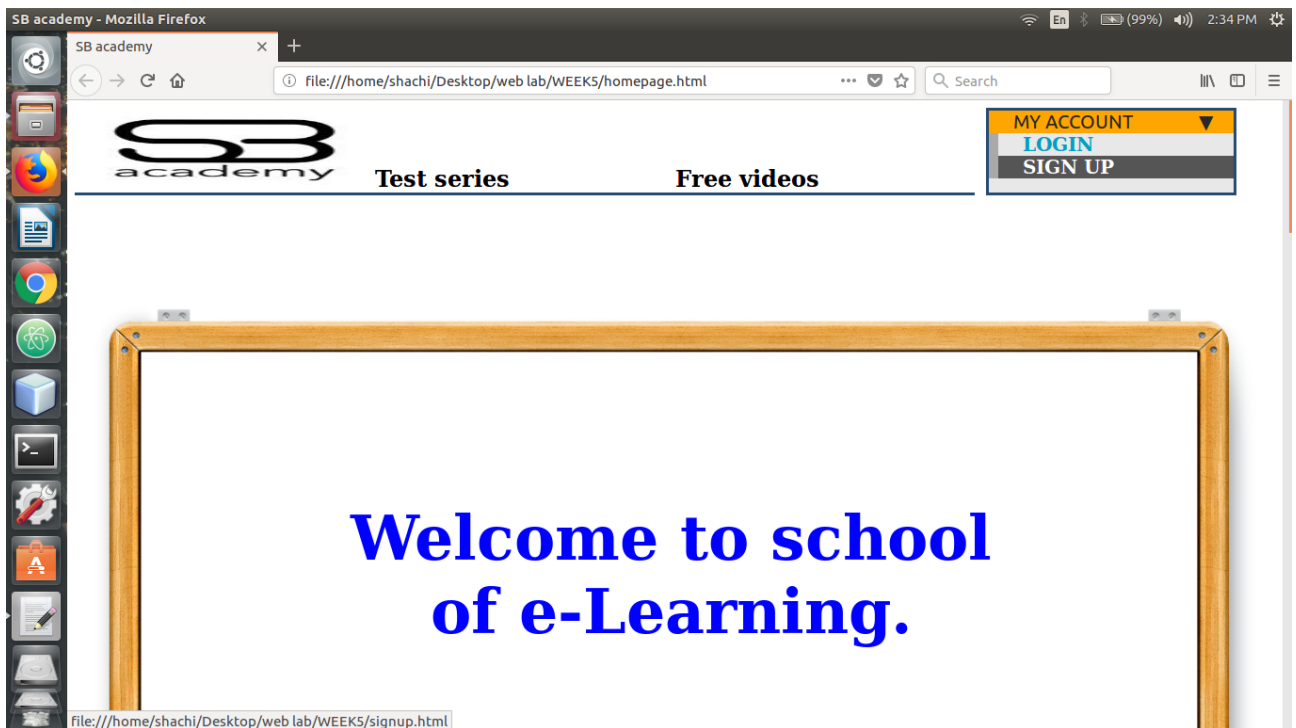 SB academy - Mozilla Firefox
En (99%) 2:34 PM
SB academy × +
file:///home/shachi/Desktop/web lab/WEEK5/homepage.html
Search
SB
academy
Test series
Free videos
MY ACCOUNT ▼
LOGIN
SIGN UP
Welcome to school
of e-Learning.
file:///home/shachi/Desktop/web lab/WEEK5/signup.html